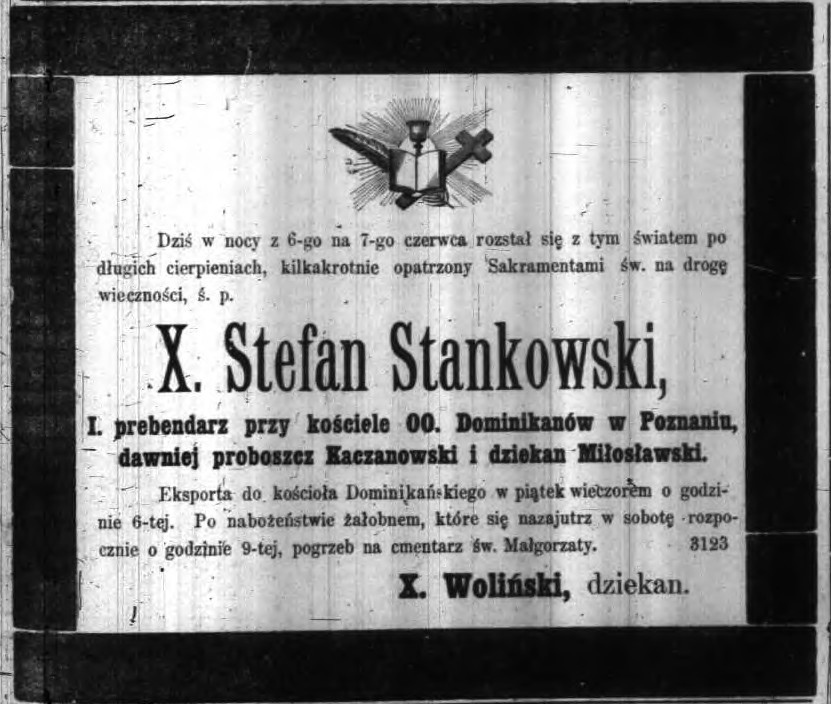 Dziś w nocy z 6-go na 7-go czerwca rozstał się z tym światem po
długich cierpieniach, kilkakrotnie opatrzony Sakramentami św. na drogę
wieczności, ś. p.
X. Stefan Stankowski,
I. prebendarz przy kościele OO. Dominikanów w Poznaniu,
dawniej proboszcz Kaczanowski i dziekan Miłosławski.
Eksporta do kościoła Dominikańskiego w piątek wieczorem o godzi-
nie 6-tej. Po nabożeństwie żałobnem, które się nazajutrz w sobotę rozpo-
cznie o godzinie 9-tej, pogrzeb na cmentarz św. Małgorzaty. 3123
X. Woliński, dziekan.